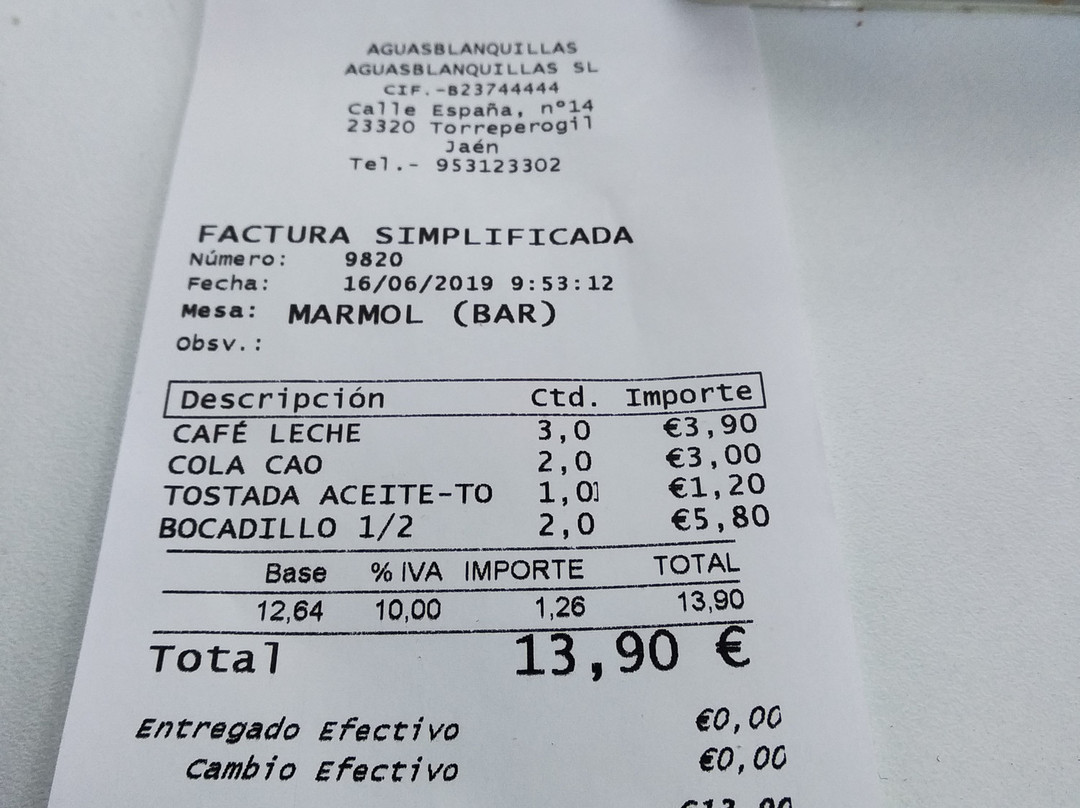 AGUASBLANQUILLAS
AGUASBLANQUILLAS SL
CIF.-B23744444
Calle España, nº14
23320 Torreperogil
Jaén
Tel.- 953123302
FACTURA SIMPLIFICADA
Número: 9820
Fecha: 16/06/2019 9:53:12
Mesa: MARMOL (BAR)
Obsv.:
Descripción Ctd. Importe
CAFÉ LECHE 3,0 €3,90
COLA CAO 2,0 €3,00
TOSTADA ACEITE-TO 1,0 €1,20
BOCADILLO 1/2 2,0 €5,80
Base % IVA IMPORTE TOTAL
12,64 10,00 1,26 13,90
Total 13,90 €
Entregado Efectivo €0,00
Cambio Efectivo €0,00